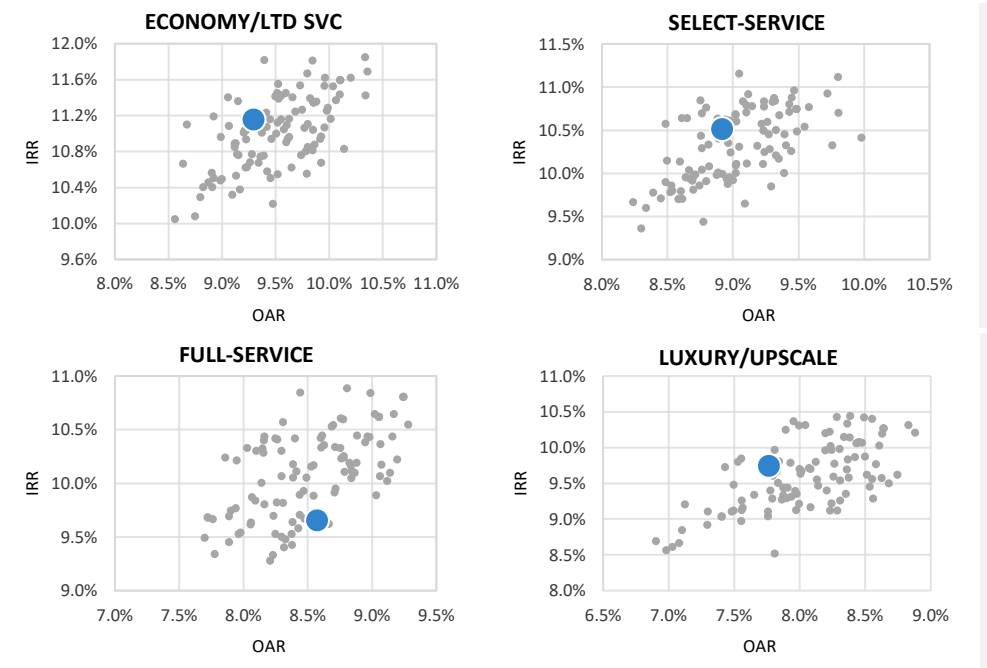 ECONOMY/LTD SVC
12.0%
11.6%
11.2%
10.8%
10.4%
10.0%
9.6%
IRR
8.0% 8.5% 9.0% 9.5% 10.0% 10.5% 11.0%
OAR
SELECT-SERVICE
11.5%
11.0%
10.5%
10.0%
9.5%
9.0%
IRR
8.0% 8.5% 9.0% 9.5% 10.0% 10.5%
OAR
FULL-SERVICE
11.0%
10.5%
10.0%
9.5%
9.0%
IRR
7.0% 7.5% 8.0% 8.5% 9.0% 9.5%
OAR
LUXURY/UPSCALE
11.0%
10.5%
10.0%
9.5%
9.0%
8.5%
8.0%
IRR
6.5% 7.0% 7.5% 8.0% 8.5% 9.0%
OAR